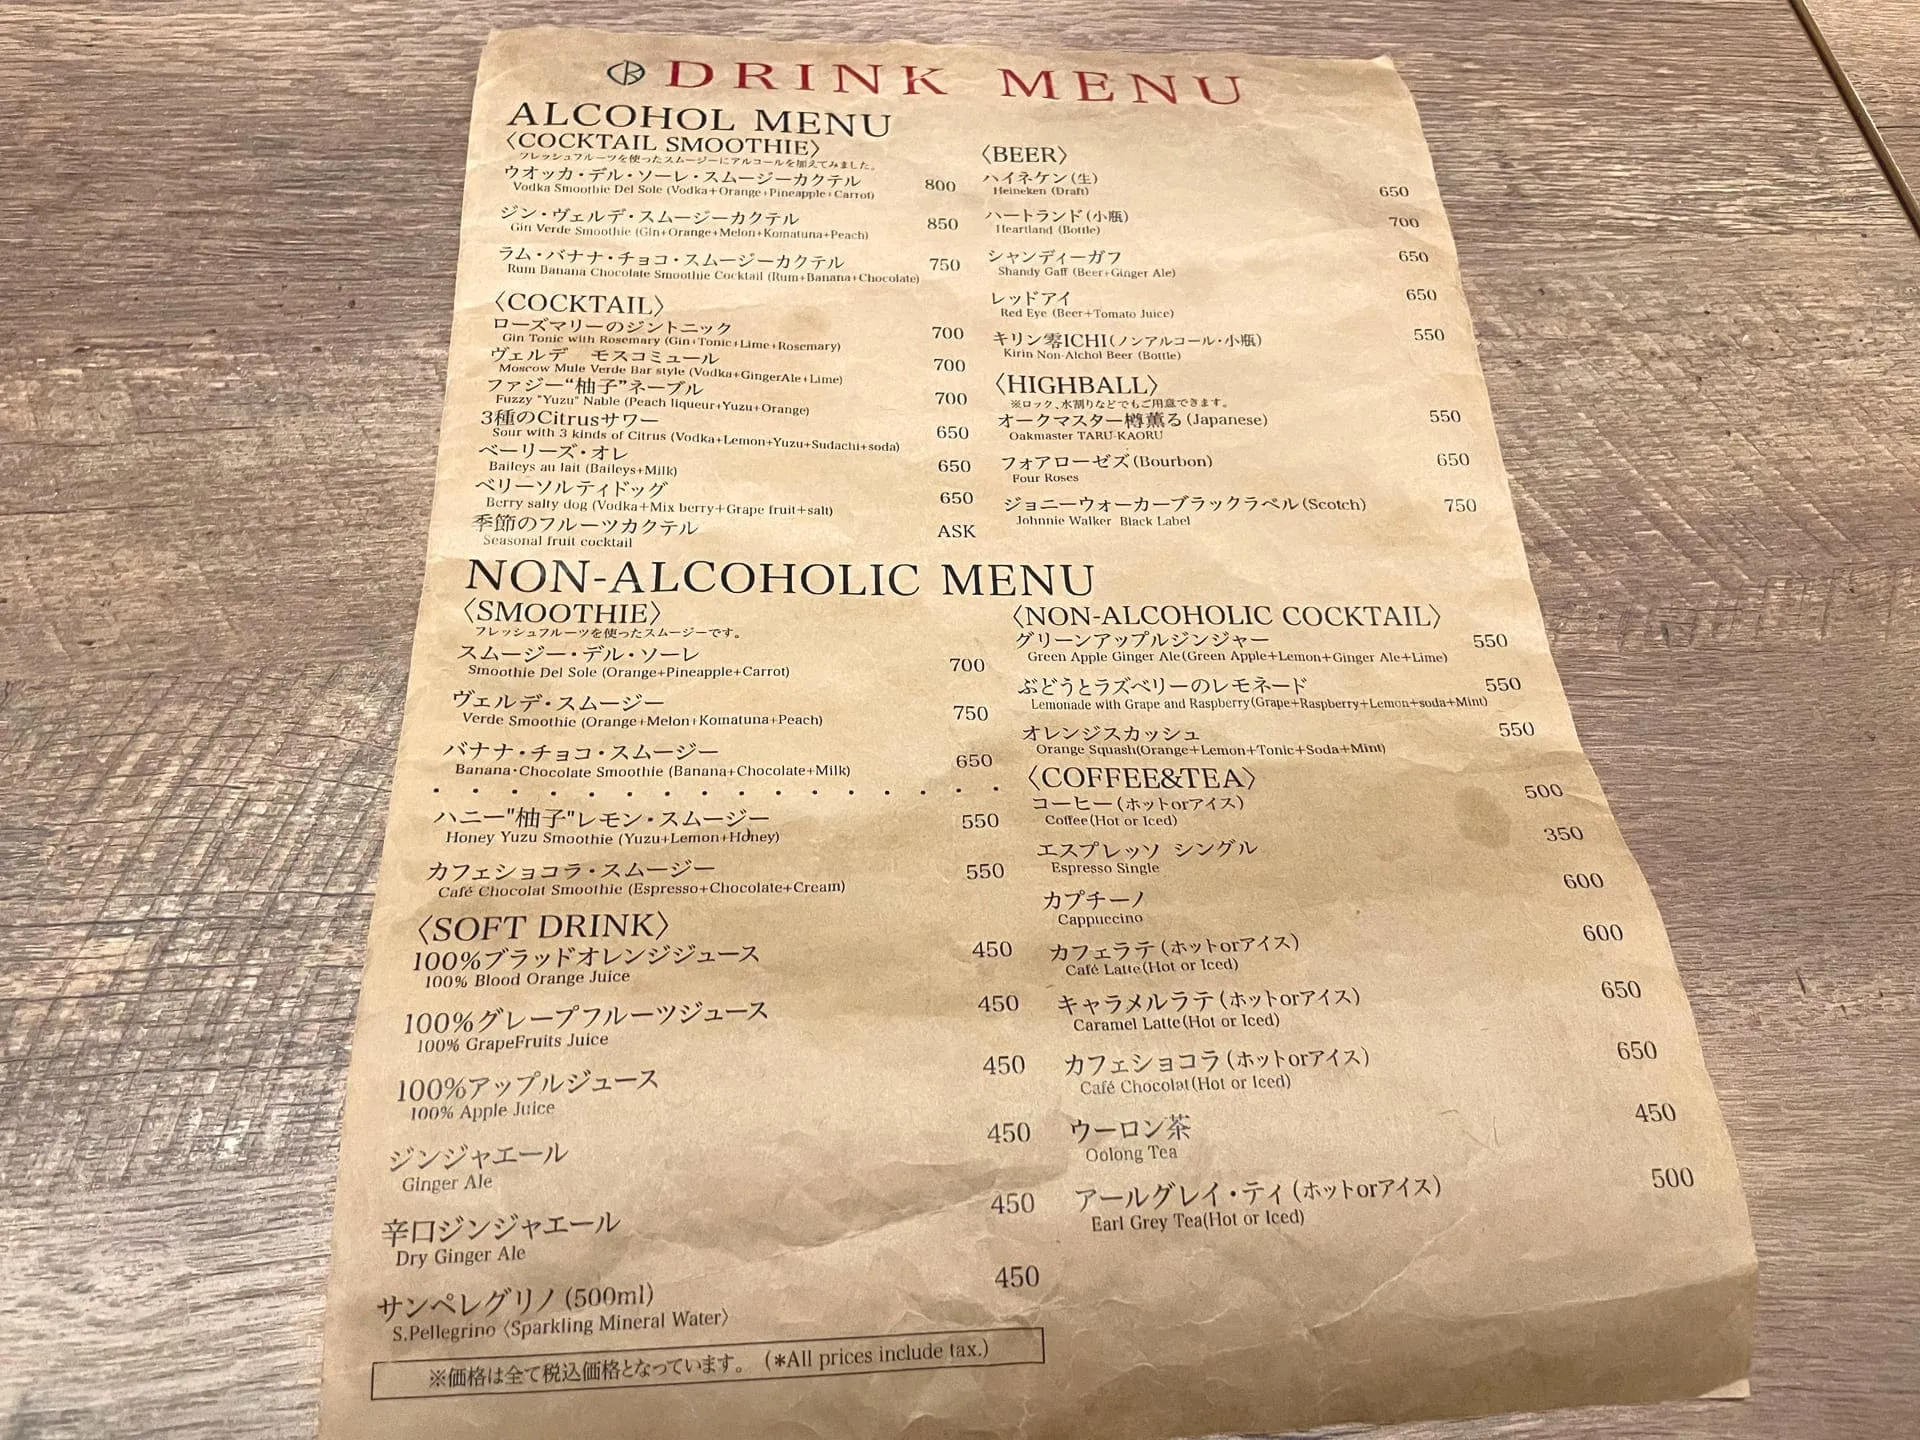 DRINK MENU
ALCOHOL MENU
〈COCKTAIL SMOOTHIE〉
フレッシュフルーツを使ったスムージーにアルコールを加えてみました。
ウオッカ・デル・ソーレ・スムージーカクテル 800
Vodka Smoothie Del Sole (Vodka+Orange+Pineapple+Carrot)
ジン・ヴェルデ・スムージーカクテル 850
Gin Verde Smoothie (Gin+Orange+Melon+Komatuna+Peach)
ラム・バナナ・チョコ・スムージーカクテル 750
Rum Banana Chocolate Smoothie Cocktail (Rum+Banana+Chocolate)
〈COCKTAIL〉
ローズマリーのジントニック 700
Gin Tonic with Rosemary (Gin+Tonic+Lime+Rosemary)
ヴェルデ モスコミュール 700
Moscow Mule Verde Bar style (Vodka+GingerAle+Lime)
ファジー“柚子”ネーブル 700
Fuzzy "Yuzu" Nable (Peach liqueur+Yuzu+Orange)
3種のCitrusサワー 650
Sour with 3 kinds of Citrus (Vodka+Lemon+Yuzu+Sudachi+soda)
ベーリーズ・オレ 650
Baileys au lait (Baileys+Milk)
ベリーソルティドッグ 650
Berry salty dog (Vodka+Mix berry+Grape fruit+salt)
季節のフルーツカクテル ASK
Seasonal fruit cocktail
〈BEER〉
ハイネケン(生) 650
Heineken (Draft)
ハートランド(小瓶) 700
Heartland (Bottle)
シャンディーガフ 650
Shandy Gaff (Beer+Ginger Ale)
レッドアイ 650
Red Eye (Beer+Tomato Juice)
キリン零ICHI(ノンアルコール・小瓶) 550
Kirin Non-Alchol Beer (Bottle)
〈HIGHBALL〉
※ロック、水割りなどでもご用意できます。
オークマスター樽薫る(Japanese) 550
Oakmaster TARU-KAORU
フォアローゼズ(Bourbon) 650
Four Roses
ジョニーウォーカーブラックラベル(Scotch) 750
Johnnie Walker Black Label
NON-ALCOHOLIC MENU
〈SMOOTHIE〉
フレッシュフルーツを使ったスムージーです。
スムージー・デル・ソーレ 700
Smoothie Del Sole (Orange+Pineapple+Carrot)
ヴェルデ・スムージー 750
Verde Smoothie (Orange+Melon+Komatuna+Peach)
バナナ・チョコ・スムージー 650
Banana・Chocolate Smoothie (Banana+Chocolate+Milk)
ハニー"柚子"レモン・スムージー 550
Honey Yuzu Smoothie (Yuzu+Lemon+Honey)
カフェショコラ・スムージー 550
Café Chocolat Smoothie (Espresso+Chocolate+Cream)
〈SOFT DRINK〉
100%ブラッドオレンジジュース 450
100% Blood Orange Juice
100%グレープフルーツジュース 450
100% GrapeFruits Juice
100%アップルジュース 450
100% Apple Juice
ジンジャエール 450
Ginger Ale
辛口ジンジャエール 450
Dry Ginger Ale
サンペレグリノ(500ml) 450
S.Pellegrino〈Sparkling Mineral Water〉
〈NON-ALCOHOLIC COCKTAIL〉
グリーンアップルジンジャー 550
Green Apple Ginger Ale(Green Apple+Lemon+Ginger Ale+Lime)
ぶどうとラズベリーのレモネード 550
Lemonade with Grape and Raspberry(Grape+Raspberry+Lemon+soda+Mint)
オレンジスカッシュ 550
Orange Squash(Orange+Lemon+Tonic+Soda+Mint)
〈COFFEE&TEA〉
コーヒー(ホットorアイス) 500
Coffee(Hot or Iced)
エスプレッソ シングル 350
Espresso Single
カプチーノ 600
Cappuccino
カフェラテ(ホットorアイス) 600
Café Latte(Hot or Iced)
キャラメルラテ(ホットorアイス) 650
Caramel Latte(Hot or Iced)
カフェショコラ(ホットorアイス) 650
Café Chocolat(Hot or Iced)
ウーロン茶 450
Oolong Tea
アールグレイ・ティ(ホットorアイス) 500
Earl Grey Tea(Hot or Iced)
※価格は全て税込価格となっています。(*All prices include tax.)